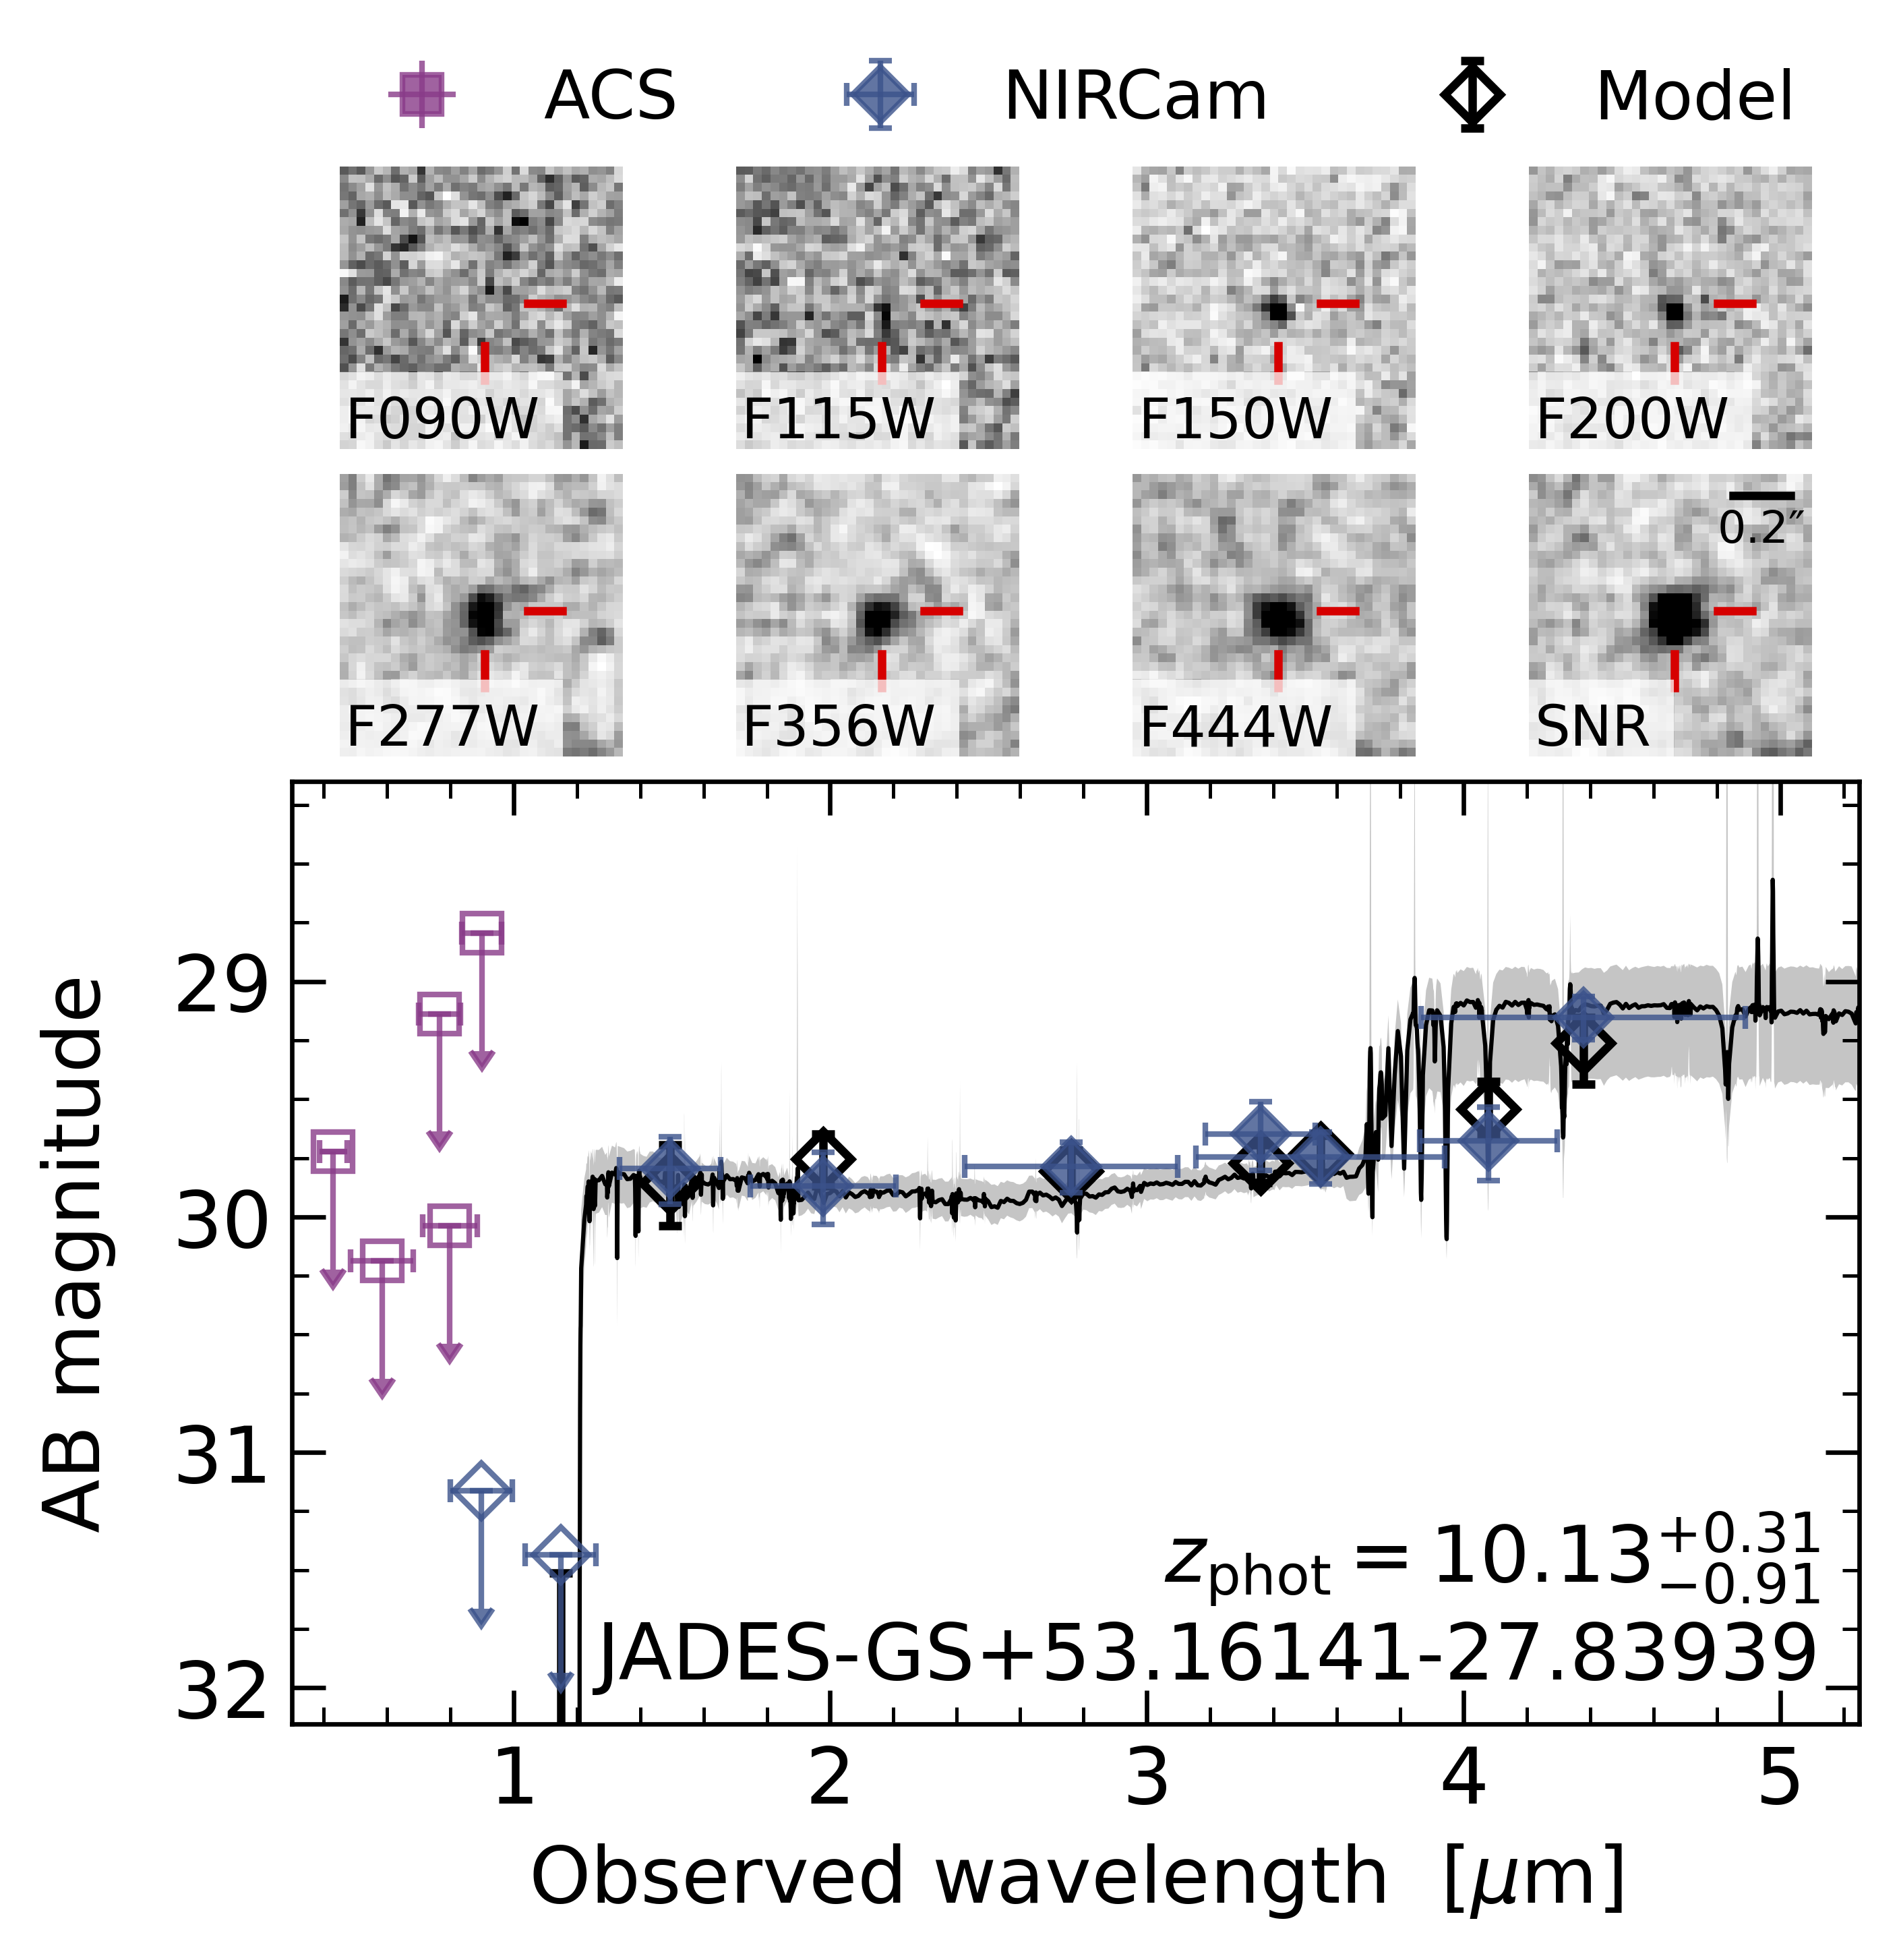 ACS NIRCam Model
F090W F115W F150W F200W
0.2″
F277W F356W F444W SNR
AB magnitude
29
30
31
32
z_phot = 10.13 +0.31 −0.91
JADES-GS+53.16141-27.83939
1 2 3 4 5
Observed wavelength [μm]